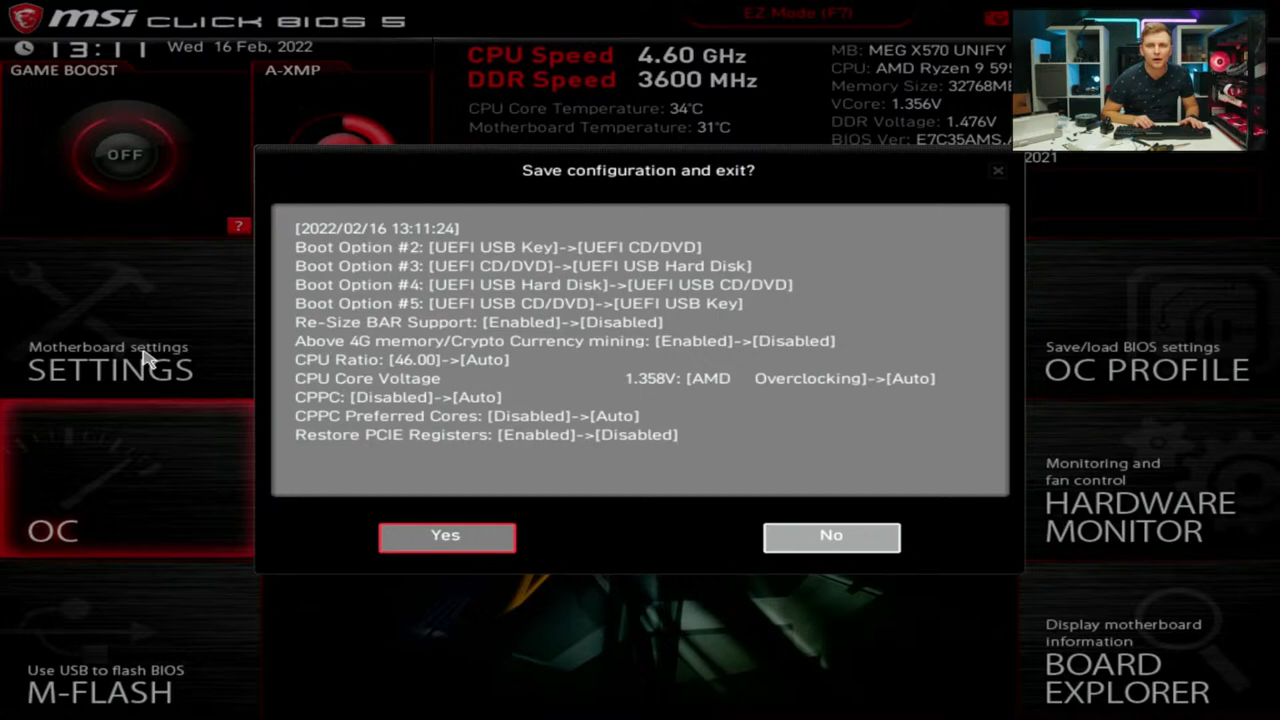 msi CLICK BIOS 5
EZ Mode (F7)
13:11 Wed 16 Feb, 2022
GAME BOOST
A-XMP
OFF
?
CPU Speed 4.60 GHz
DDR Speed 3600 MHz
CPU Core Temperature: 34°C
Motherboard Temperature: 31°C
MB: MEG X570 UNIFY
CPU: AMD Ryzen 9
Memory Size:
VCore: 1.356V
DDR Voltage: 1.476V
BIOS Ver: E7C35AMS.
2021
Save configuration and exit?
[2022/02/16 13:11:24]
Boot Option #2: [UEFI USB Key]->[UEFI CD/DVD]
Boot Option #3: [UEFI CD/DVD]->[UEFI USB Hard Disk]
Boot Option #4: [UEFI USB Hard Disk]->[UEFI USB CD/DVD]
Boot Option #5: [UEFI USB CD/DVD]->[UEFI USB Key]
Re-Size BAR Support: [Enabled]->[Disabled]
Above 4G memory/Crypto Currency mining: [Enabled]->[Disabled]
CPU Ratio: [46.00]->[Auto]
CPU Core Voltage 1.358V: [AMD Overclocking]->[Auto]
CPPC: [Disabled]->[Auto]
CPPC Preferred Cores: [Disabled]->[Auto]
Restore PCIE Registers: [Enabled]->[Disabled]
Yes
No
Motherboard settings
SETTINGS
OC
Use USB to flash BIOS
M-FLASH
Save/load BIOS settings
OC PROFILE
Monitoring and
fan control
HARDWARE
MONITOR
Display motherboard
information
BOARD
EXPLORER